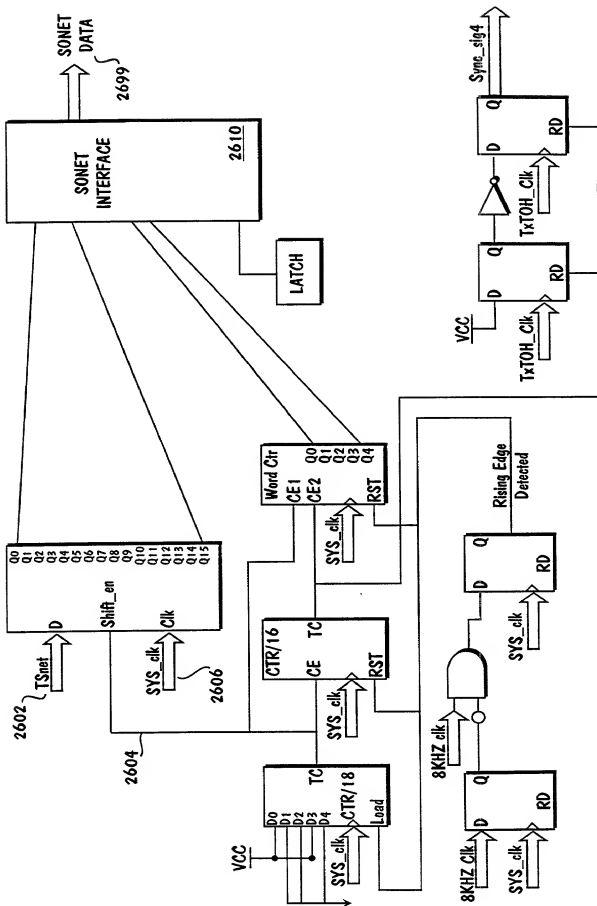 SONET
DATA
2699
SONET
INTERFACE
2610
LATCH
Q0
Q1
Q2
Q3
Q4
Q5
Q6
Q7
Q8
Q9
Q10
Q11
Q12
Q13
Q14
Q15
D
Shift_en
Clk
TSnet
2602
SYS_clk
2606
2604
VCC
D0
D1
D2
D3
D4
TC
CTR/18
Load
SYS_clk
CTR/16
CE
TC
RST
SYS_clk
Word Ctr
CE1
CE2
Q0
Q1
Q2
Q3
Q4
RST
SYS_clk
8KHZ Clk
D
Q
RD
SYS_clk
8KHZ clk
D
Q
RD
SYS_clk
Rising Edge
Detected
VCC
D
Q
RD
TxTOH_Clk
D
Q
RD
TxTOH_Clk
Sync_sig4